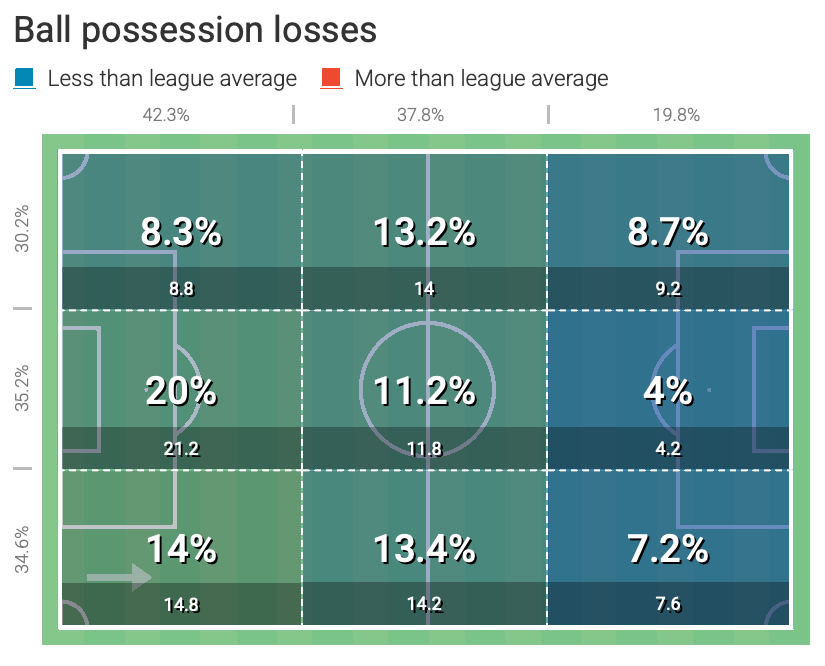 Ball possession losses
Less than league average More than league average
42.3% 37.8% 19.8%
30.2%
8.3% 13.2% 8.7%
8.8 14 9.2
35.2%
20% 11.2% 4%
21.2 11.8 4.2
34.6%
14% 13.4% 7.2%
14.8 14.2 7.6